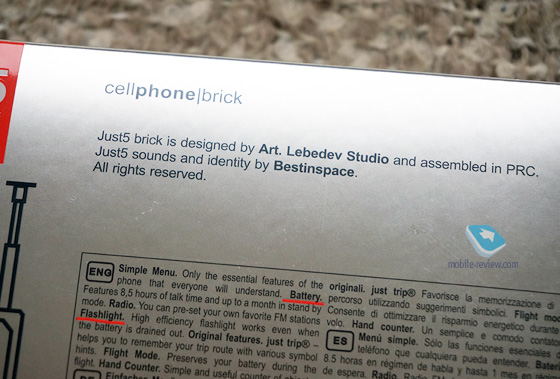 5
cellphone|brick
Just5 brick is designed by Art. Lebedev Studio and assembled in PRC.
Just5 sounds and identity by Bestinspace.
All rights reserved.
mobile-review.com
ENG Simple Menu. Only the essential features of the
phone that everyone will understand. Battery.
Features 8,5 hours of talk time and up to a month in stand by
mode. Radio. You can pre-set your own favorite FM stations
Flashlight. High efficiency flashlight works even when
the battery is drained out. Original features. just trip® –
helps you to remember your trip route with various symbol
hints. Flight Mode. Preserves your battery during the
flight. Hand Counter. Simple and useful counter of
Einfaches
originali. just trip® Favorisce la memorizzazione
percorso utilizzando suggerimenti simbolici. Flight
Consente di ottimizzare il risparmio energetico durante
volo. Hand counter. Un semplice e comodo
ES Menú simple. Sólo las funciones
teléfono que cualquiera pueda entender.
8.5 horas en régimen de habla y hasta 1 mes en
de espera. Radio. Radio FM